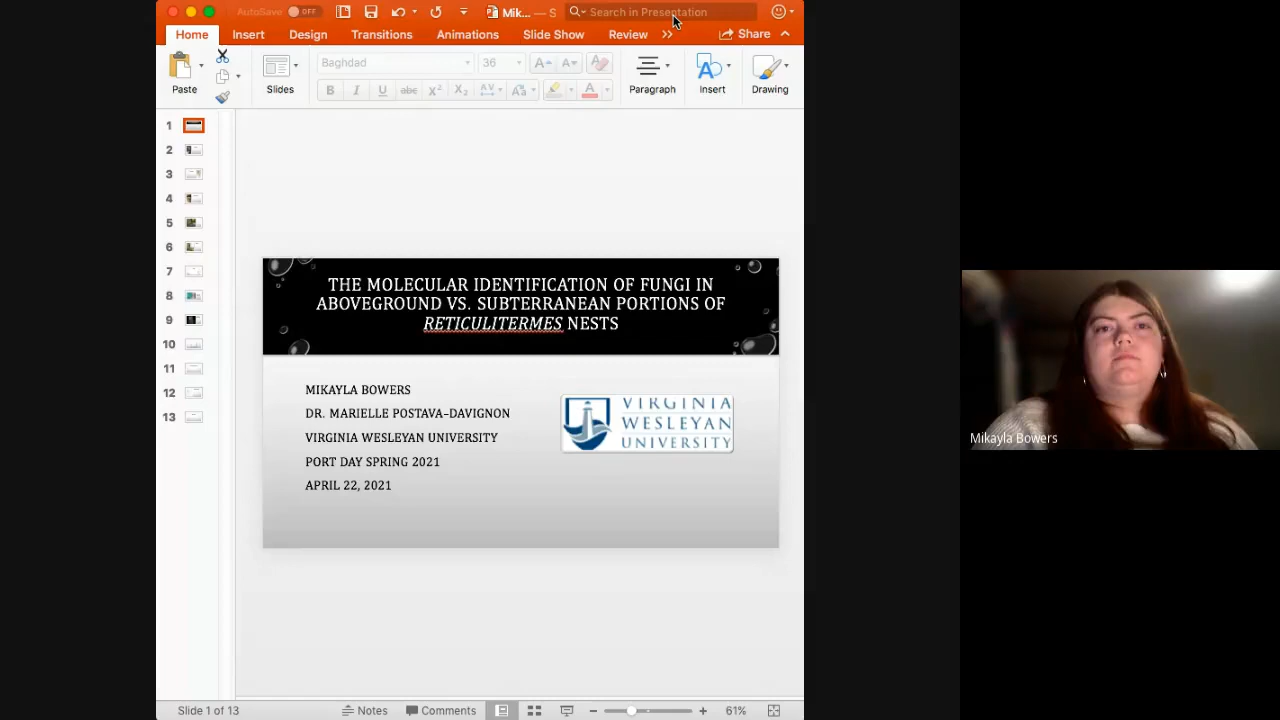 AutoSave OFF
Mik... — S
Search in Presentation
Home Insert Design Transitions Animations Slide Show Review >> Share
Baghdad 36
Paste Slides Paragraph Insert Drawing
1
2
3
4
5
6
7
8
9
10
11
12
13
THE MOLECULAR IDENTIFICATION OF FUNGI IN
ABOVEGROUND VS. SUBTERRANEAN PORTIONS OF
RETICULITERMES NESTS
MIKAYLA BOWERS
DR. MARIELLE POSTAVA-DAVIGNON
VIRGINIA WESLEYAN UNIVERSITY
PORT DAY SPRING 2021
APRIL 22, 2021
VIRGINIA
WESLEYAN
UNIVERSITY
Mikayla Bowers
Slide 1 of 13 Notes Comments 61%